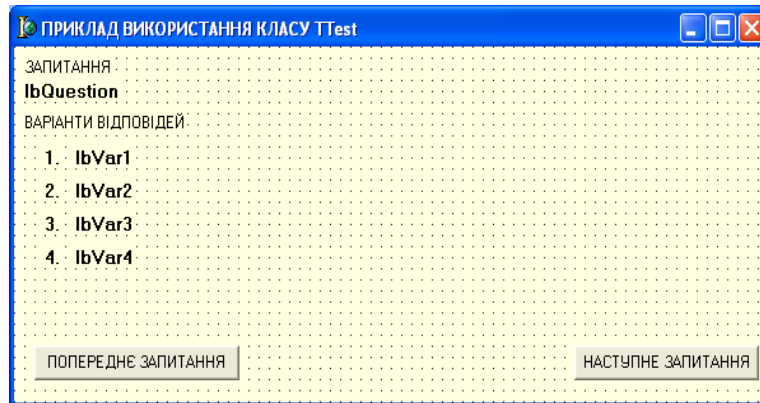 ПРИКЛАД ВИКОРИСТАННЯ КЛАСУ TTest
ЗАПИТАННЯ
lbQuestion
ВАРІАНТИ ВІДПОВІДЕЙ
1. lbVar1
2. lbVar2
3. lbVar3
4. lbVar4
ПОПЕРЕДНЄ ЗАПИТАННЯ НАСТУПНЕ ЗАПИТАННЯ